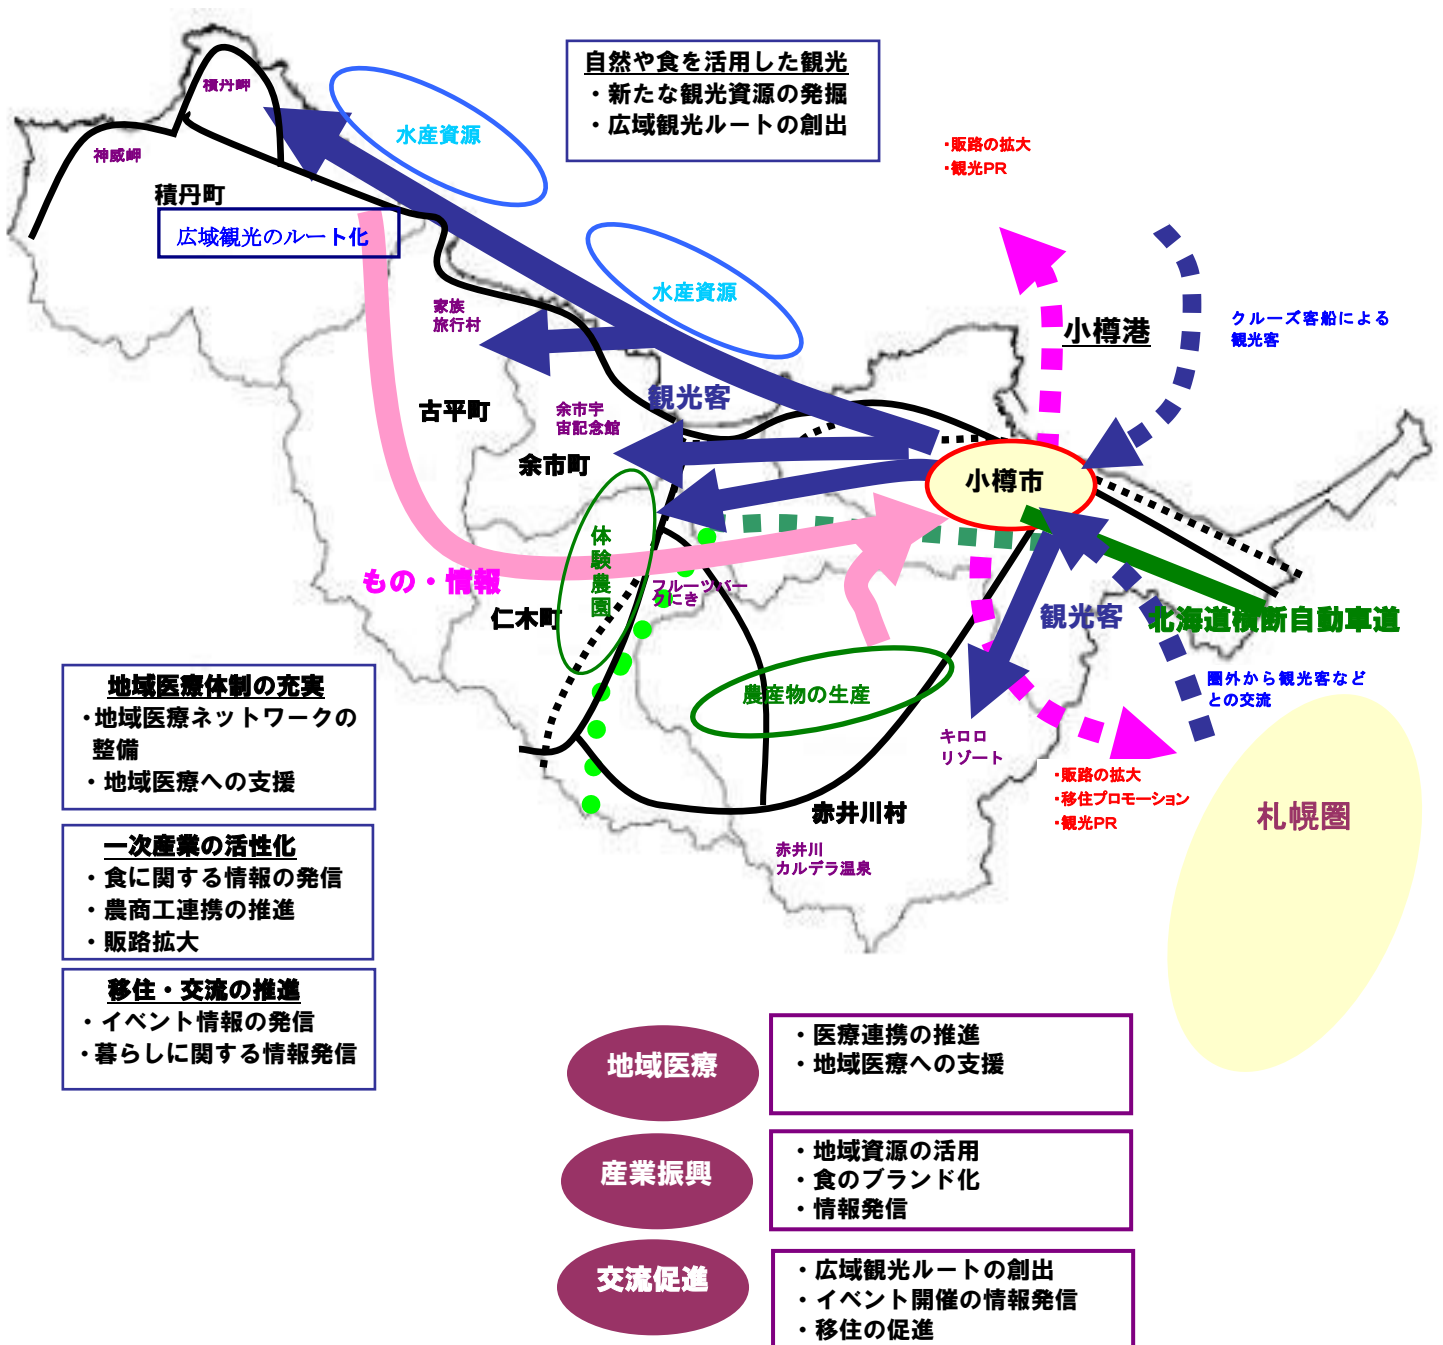 自然や食を活用した観光
・新たな観光資源の発掘
・広域観光ルートの創出
積丹岬
水産資源
神威岬
積丹町
広域観光のルート化
・販路の拡大
・観光PR
水産資源
家族
旅行村
小樽港
クルーズ客船による
観光客
観光客
古平町
余市宇
宙記念館
余市町
小樽市
体
験
農
園
もの・情報
フルーツパー
クにき
仁木町
観光客
北海道横断自動車道
圏外から観光客など
との交流
農産物の生産
キロロ
リゾート
・販路の拡大
・移住プロモーション
・観光PR
札幌圏
赤井川村
赤井川
カルデラ温泉
地域医療体制の充実
・地域医療ネットワークの
整備
・地域医療への支援
一次産業の活性化
・食に関する情報の発信
・農商工連携の推進
・販路拡大
移住・交流の推進
・イベント情報の発信
・暮らしに関する情報発信
地域医療
・医療連携の推進
・地域医療への支援
産業振興
・地域資源の活用
・食のブランド化
・情報発信
交流促進
・広域観光ルートの創出
・イベント開催の情報発信
・移住の促進